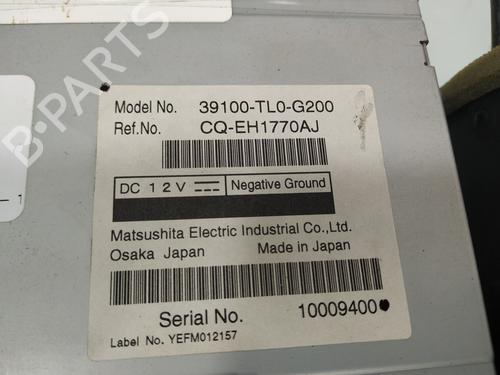 B-PARTS
Model No. 39100-TL0-G200
Ref.No. CQ-EH1770AJ
DC 12V Negative Ground
Matsushita Electric Industrial Co.,Ltd.
Osaka Japan Made in Japan
Serial No. 10009400
Label No. YEFM012157